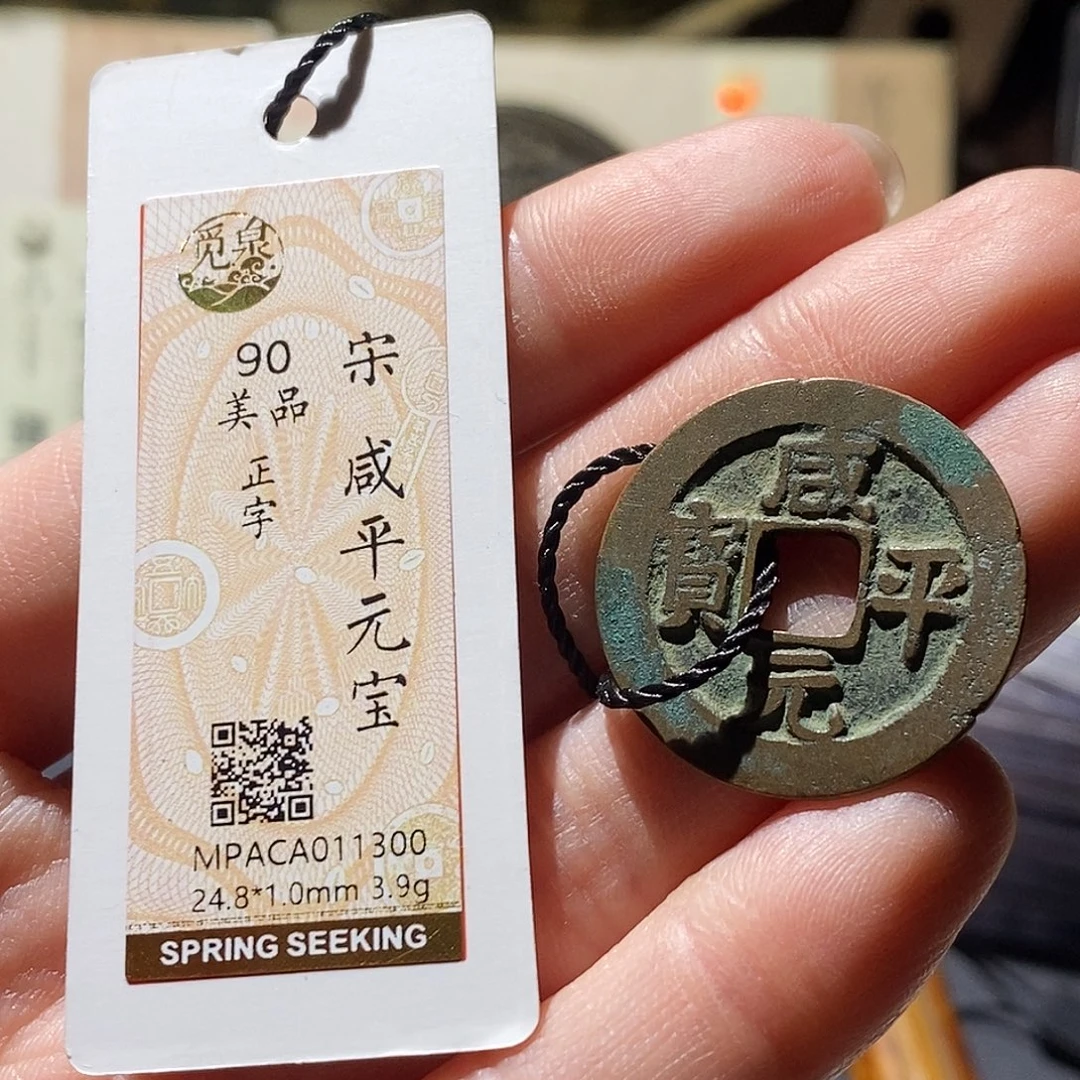 觅泉
宋 咸平元宝
90
美品
正字
MPACA011300
24.8*1.0mm 3.9g
SPRING SEEKING
咸平元寶